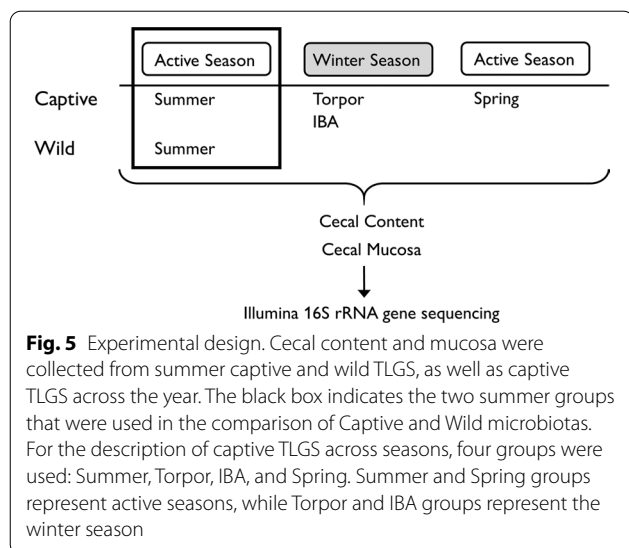 Active Season Winter Season Active Season
Captive Summer Torpor Spring
IBA
Wild Summer
Cecal Content
Cecal Mucosa
Illumina 16S rRNA gene sequencing
Fig. 5 Experimental design. Cecal content and mucosa were
collected from summer captive and wild TLGS, as well as captive
TLGS across the year. The black box indicates the two summer groups
that were used in the comparison of Captive and Wild microbiotas.
For the description of captive TLGS across seasons, four groups were
used: Summer, Torpor, IBA, and Spring. Summer and Spring groups
represent active seasons, while Torpor and IBA groups represent the
winter season